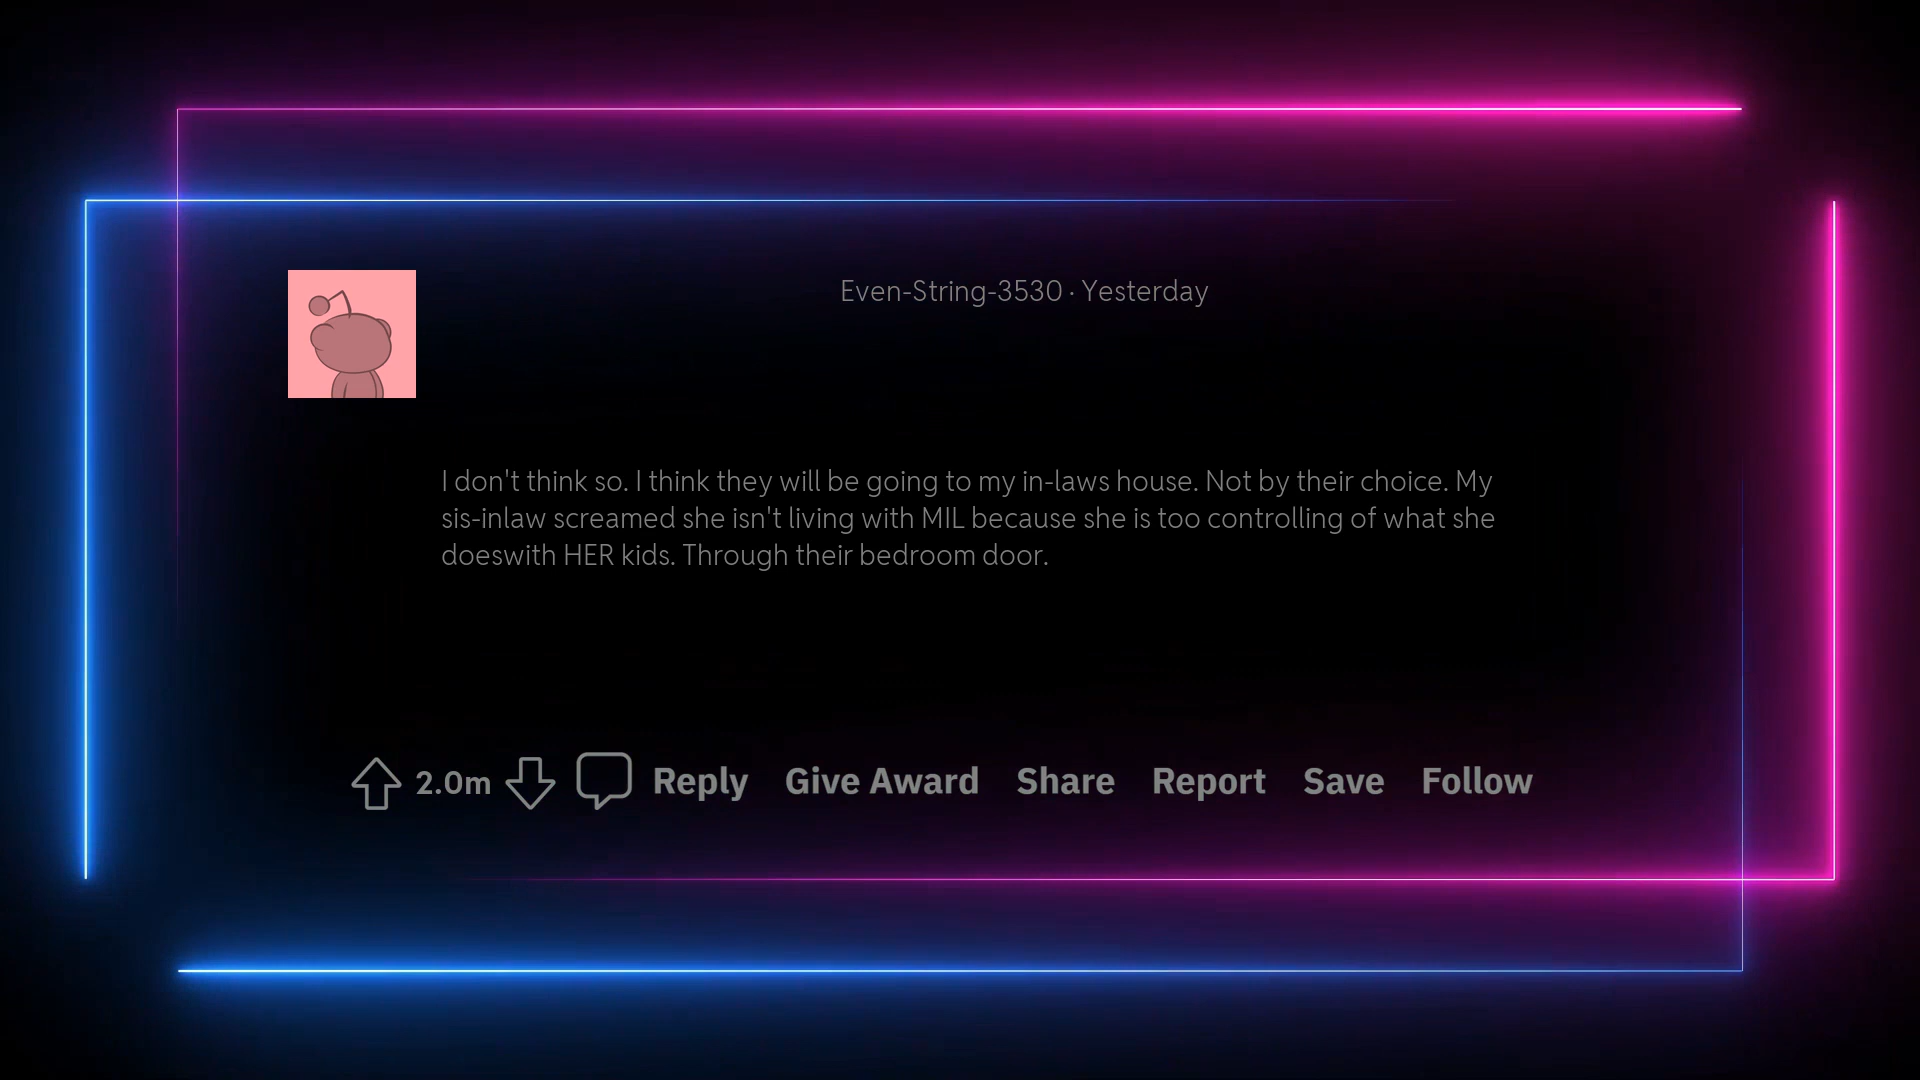 Even-String-3530 · Yesterday
I don't think so. I think they will be going to my in-laws house. Not by their choice. My
sis-inlaw screamed she isn't living with MIL because she is too controlling of what she
doeswith HER kids. Through their bedroom door.
2.0m Reply Give Award Share Report Save Follow